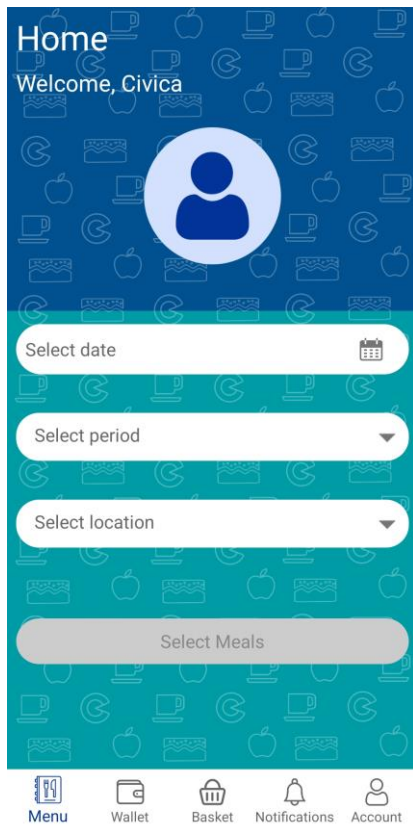 Home
Welcome, Civica
Select date
Select period
Select location
Select Meals
Menu Wallet Basket Notifications Account